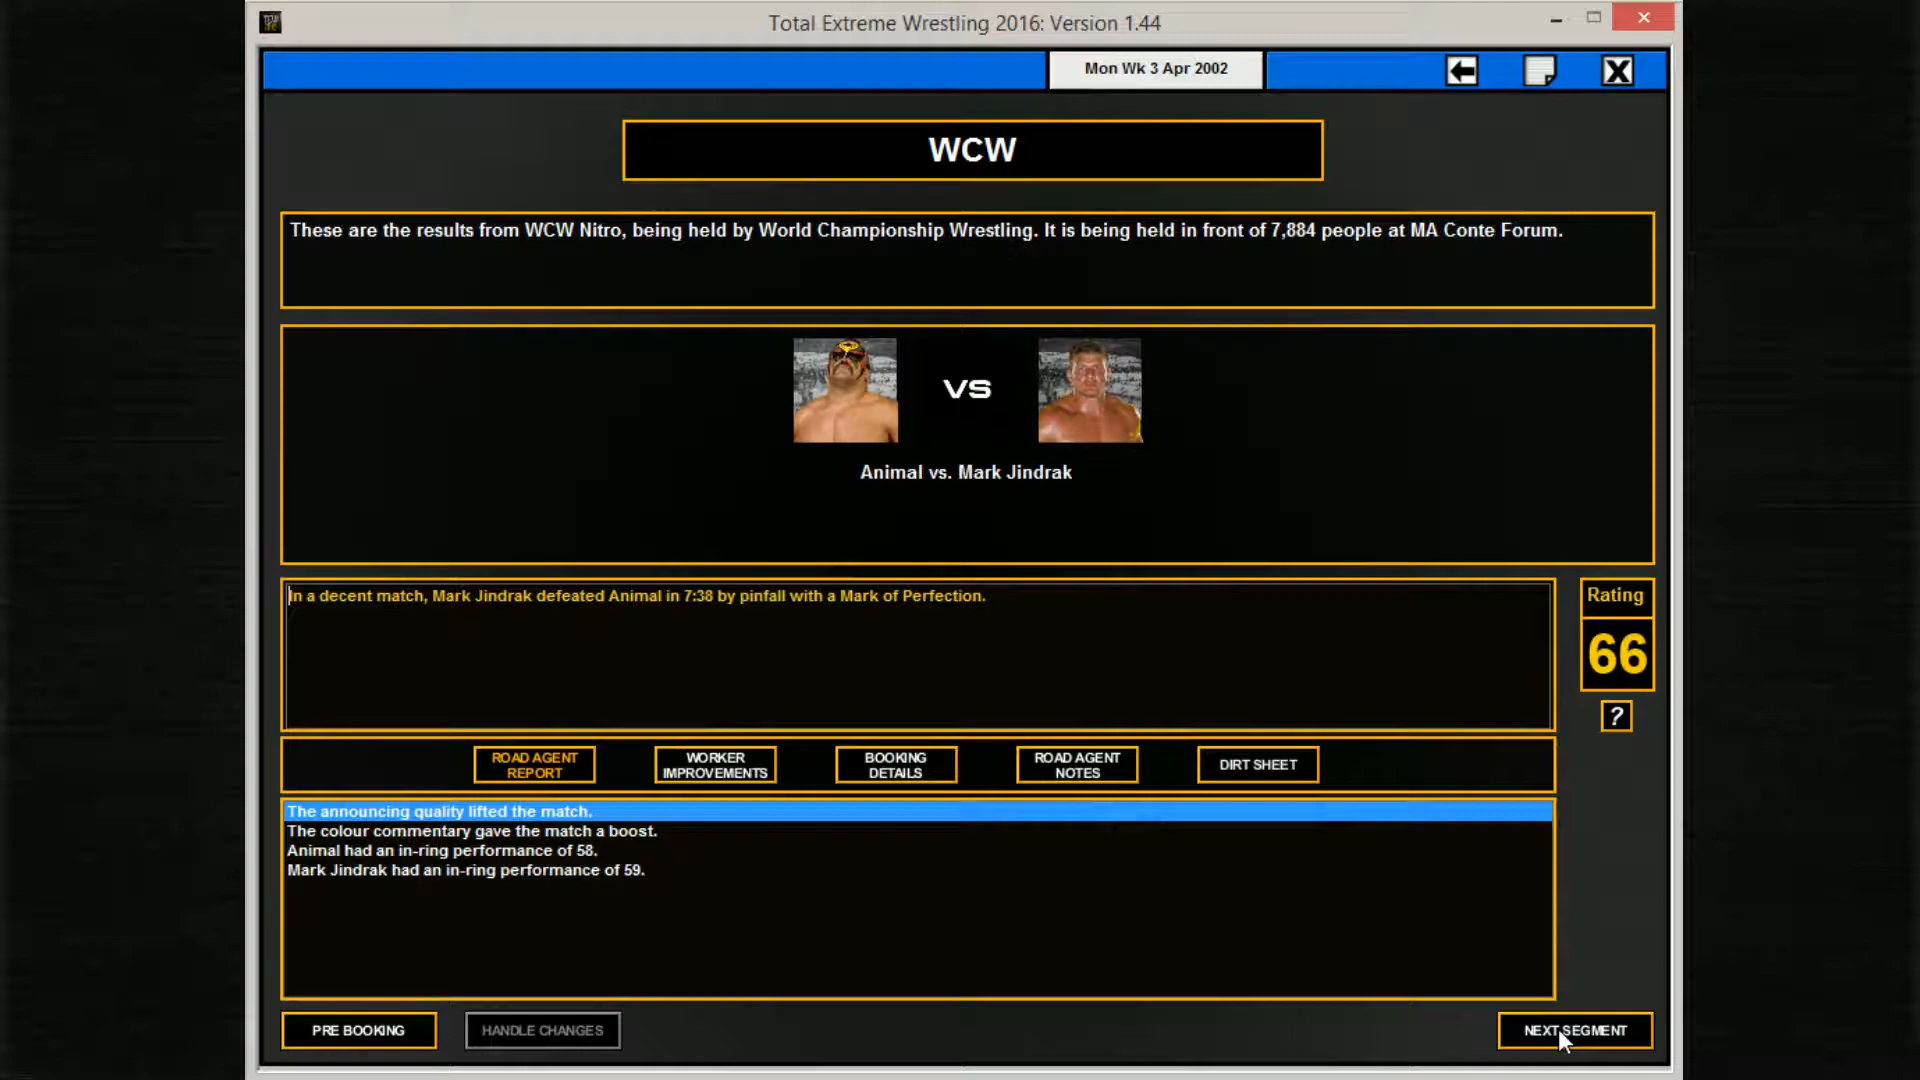 Total Extreme Wrestling 2016: Version 1.44
Mon Wk 3 Apr 2002
WCW
These are the results from WCW Nitro, being held by World Championship Wrestling. It is being held in front of 7,884 people at MA Conte Forum.
VS
Animal vs. Mark Jindrak
In a decent match, Mark Jindrak defeated Animal in 7:38 by pinfall with a Mark of Perfection.
Rating
66
?
ROAD AGENT REPORT
WORKER IMPROVEMENTS
BOOKING DETAILS
ROAD AGENT NOTES
DIRT SHEET
The announcing quality lifted the match.
The colour commentary gave the match a boost.
Animal had an in-ring performance of 58.
Mark Jindrak had an in-ring performance of 59.
PRE BOOKING
HANDLE CHANGES
NEXT SEGMENT